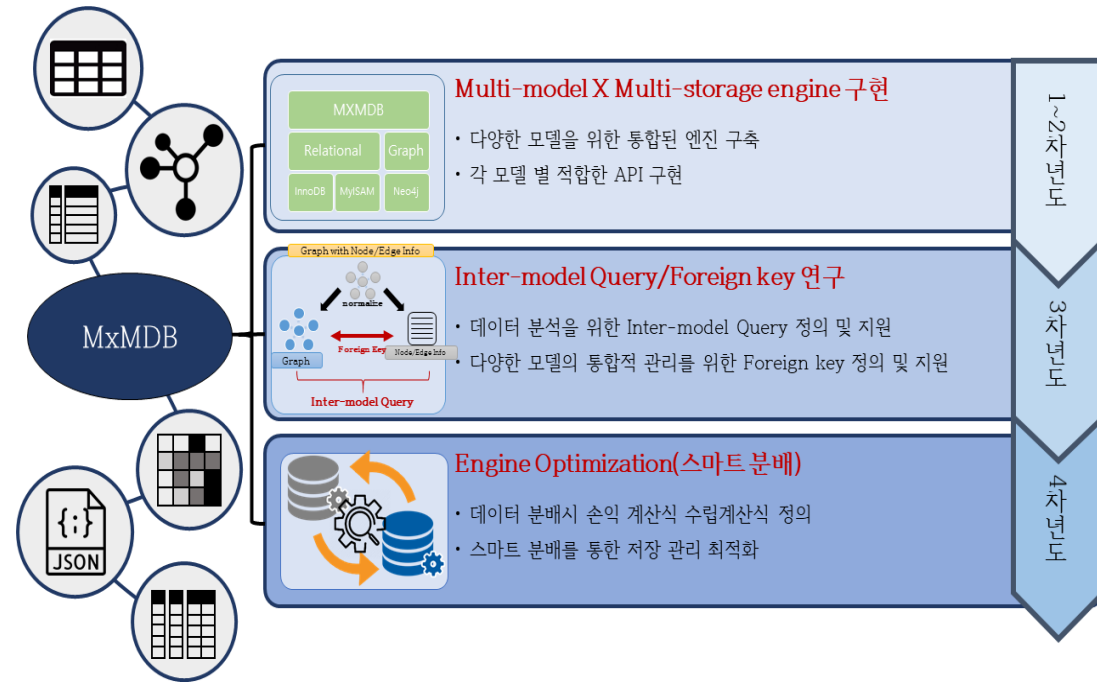 Multi-model X Multi-storage engine 구현
MXMDB
Relational
Graph
InnoDB
MyISAM
Neo4j
• 다양한 모델을 위한 통합된 엔진 구축
• 각 모델 별 적합한 API 구현
1~2차년도
Graph with Node/Edge Info
normalize
Foreign Key
Graph
Node/Edge Info
Inter-model Query
Inter-model Query/Foreign key 연구
• 데이터 분석을 위한 Inter-model Query 정의 및 지원
• 다양한 모델의 통합적 관리를 위한 Foreign key 정의 및 지원
3차년도
MxMDB
Engine Optimization(스마트 분배)
• 데이터 분배시 손익 계산식 수립계산식 정의
• 스마트 분배를 통한 저장 관리 최적화
4차년도
{;}
JSON